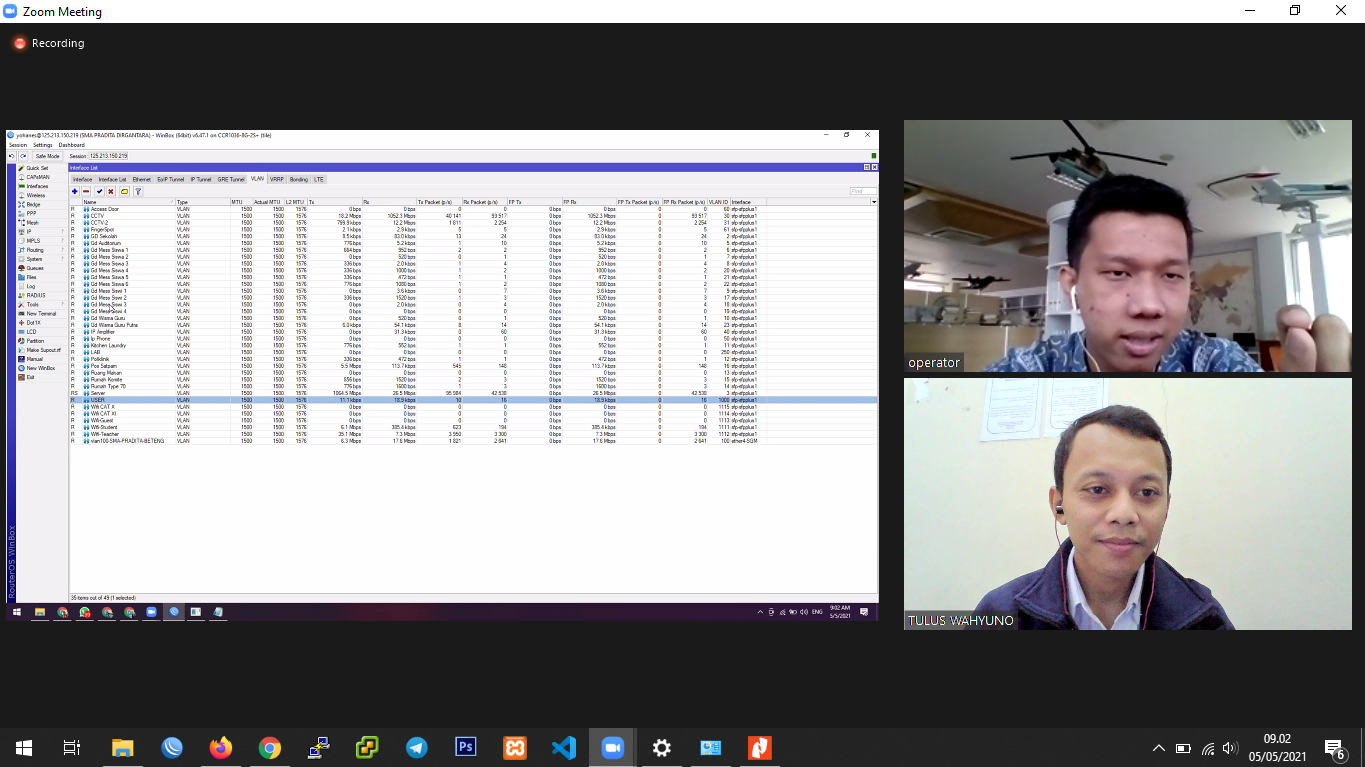 Zoom Meeting
Recording
yohanes@125.213.150.219 (SMA PRADITA DIRGANTARA) - WinBox (64bit) v6.47.1 on CCR1036-8G-2S+ (tile)
Session Settings Dashboard
Safe Mode Session: 125.213.150.219
Quick Set
CAPsMAN
Interfaces
Wireless
Bridge
PPP
Mesh
IP
MPLS
Routing
System
Queues
Files
Log
RADIUS
Tools
New Terminal
Dot1X
LCD
Partition
Make Supout.rif
Manual
New WinBox
Exit
RouterOS WinBox
Interface List
Interface Interface List Ethernet EoIP Tunnel IP Tunnel GRE Tunnel VLAN VRRP Bonding LTE
Find
Name Type MTU Actual MTU L2 MTU Tx Rx Tx Packet (p/s) Rx Packet (p/s) FP Tx FP Rx FP Tx Packet (p/s) FP Rx Packet (p/s) VLAN ID Interface
R Access Door VLAN 1500 1500 1576 0 bps 0 bps 0 0 0 bps 0 bps 0 0 60 sfp-sfpplus1
R CCTV VLAN 1500 1500 1576 18.2 Mbps 1052.3 Mbps 40 141 93 517 0 bps 1052.3 Mbps 0 93 517 30 sfp-sfpplus1
R CCTV-2 VLAN 1500 1500 1576 799.9 kbps 12.2 Mbps 1 811 2 254 0 bps 12.2 Mbps 0 2 254 31 sfp-sfpplus1
R FingerSpot VLAN 1500 1500 1576 2.1 kbps 2.9 kbps 5 5 0 bps 2.9 kbps 0 5 61 sfp-sfpplus1
R GD Sekolah VLAN 1500 1500 1576 8.5 kbps 83.0 kbps 13 24 0 bps 83.0 kbps 0 24 2 sfp-sfpplus1
R Gd Auditorium VLAN 1500 1500 1576 776 bps 5.2 kbps 1 10 0 bps 5.2 kbps 0 10 5 sfp-sfpplus1
R Gd Mess Siswa 1 VLAN 1500 1500 1576 664 bps 952 bps 2 2 0 bps 952 bps 0 2 6 sfp-sfpplus1
R Gd Mess Siswa 2 VLAN 1500 1500 1576 0 bps 520 bps 0 1 0 bps 520 bps 0 1 7 sfp-sfpplus1
R Gd Mess Siswa 3 VLAN 1500 1500 1576 336 bps 2.0 kbps 1 4 0 bps 2.0 kbps 0 4 8 sfp-sfpplus1
R Gd Mess Siswa 4 VLAN 1500 1500 1576 336 bps 1000 bps 1 2 0 bps 1000 bps 0 2 20 sfp-sfpplus1
R Gd Mess Siswa 5 VLAN 1500 1500 1576 336 bps 472 bps 1 1 0 bps 472 bps 0 1 21 sfp-sfpplus1
R Gd Mess Siswa 6 VLAN 1500 1500 1576 776 bps 1080 bps 1 2 0 bps 1080 bps 0 2 22 sfp-sfpplus1
R Gd Mess Siswi 1 VLAN 1500 1500 1576 0 bps 3.6 kbps 0 7 0 bps 3.6 kbps 0 7 sfp-sfpplus1
R Gd Mess Siswi 2 VLAN 1500 1500 1576 336 bps 1520 bps 1 3 0 bps 1520 bps 0 3 17 sfp-sfpplus1
R Gd Mess Siswi 3 VLAN 1500 1500 1576 0 bps 2.0 kbps 0 4 0 bps 2.0 kbps 0 4 18 sfp-sfpplus1
R Gd Mess Siswi 4 VLAN 1500 1500 1576 0 bps 0 bps 0 0 0 bps 0 bps 0 0 19 sfp-sfpplus1
R Gd Wisma Guru VLAN 1500 1500 1576 0 bps 520 bps 0 1 0 bps 520 bps 0 1 sfp-sfpplus1
R Gd Wisma Guru Putra VLAN 1500 1500 1576 6.0 kbps 54.1 kbps 8 14 0 bps 54.1 kbps 0 14 23 sfp-sfpplus1
R IP Amplifier VLAN 1500 1500 1576 0 bps 31.3 kbps 0 60 0 bps 31.3 kbps 0 60 sfp-sfpplus1
R Ip Phone VLAN 1500 1500 1576 0 bps 0 bps 0 0 0 bps 0 bps 0 0 50 sfp-sfpplus1
R Kitchen Laundry VLAN 1500 1500 1576 776 bps 552 bps 1 1 0 bps 552 bps 0 1 sfp-sfpplus1
R LAB VLAN 1500 1500 1576 0 bps 0 bps 0 0 0 bps 0 bps 0 0 250 sfp-sfpplus1
R Poliklinik VLAN 1500 1500 1576 336 bps 472 bps 1 1 0 bps 472 bps 0 1 12 sfp-sfpplus1
R Pos Satpam VLAN 1500 1500 1576 5.5 Mbps 113.7 kbps 545 148 0 bps 113.7 kbps 0 148 16 sfp-sfpplus1
R Ruang Makan VLAN 1500 1500 1576 0 bps 0 bps 0 0 0 bps 0 bps 0 0 13 sfp-sfpplus1
R Rumah Komite VLAN 1500 1500 1576 856 bps 1520 bps 2 3 0 bps 1520 bps 0 3 15 sfp-sfpplus1
R Rumah Type 70 VLAN 1500 1500 1576 776 bps 1600 bps 1 3 0 bps 1600 bps 0 3 14 sfp-sfpplus1
RS Server VLAN 1500 1500 1576 1064.5 Mbps 26.5 Mbps 95 984 42 538 0 bps 26.5 Mbps 0 42 538 3 sfp-sfpplus1
R USER VLAN 1500 1500 1576 11.1 kbps 18.9 kbps 10 16 0 bps 18.9 kbps 0 16 1000 sfp-sfpplus1
R Wifi CAT X VLAN 1500 1500 1576 0 bps 0 bps 0 0 0 bps 0 bps 0 0 1115 sfp-sfpplus1
R Wifi CAT XI VLAN 1500 1500 1576 0 bps 0 bps 0 0 0 bps 0 bps 0 0 1114 sfp-sfpplus1
R Wifi-Guest VLAN 1500 1500 1576 0 bps 0 bps 0 0 0 bps 0 bps 0 0 1113 sfp-sfpplus1
R Wifi-Student VLAN 1500 1500 1576 6.1 Mbps 385.4 kbps 623 194 0 bps 385.4 kbps 0 194 1111 sfp-sfpplus1
R Wifi-Teacher VLAN 1500 1500 1576 35.1 Mbps 7.3 Mbps 3 950 3 300 0 bps 7.3 Mbps 0 3 300 1112 sfp-sfpplus1
R vlan100-SMA-PRADITA-BETENG VLAN 1500 1500 1576 6.3 Mbps 17.6 Mbps 1 821 2 641 0 bps 17.6 Mbps 0 2 641 100 ether4-SGM
35 items out of 49 (1 selected)
ENG
9:02 AM
5/5/2021
operator
TULUS WAHYUNO
Ps
09.02
05/05/2021
6